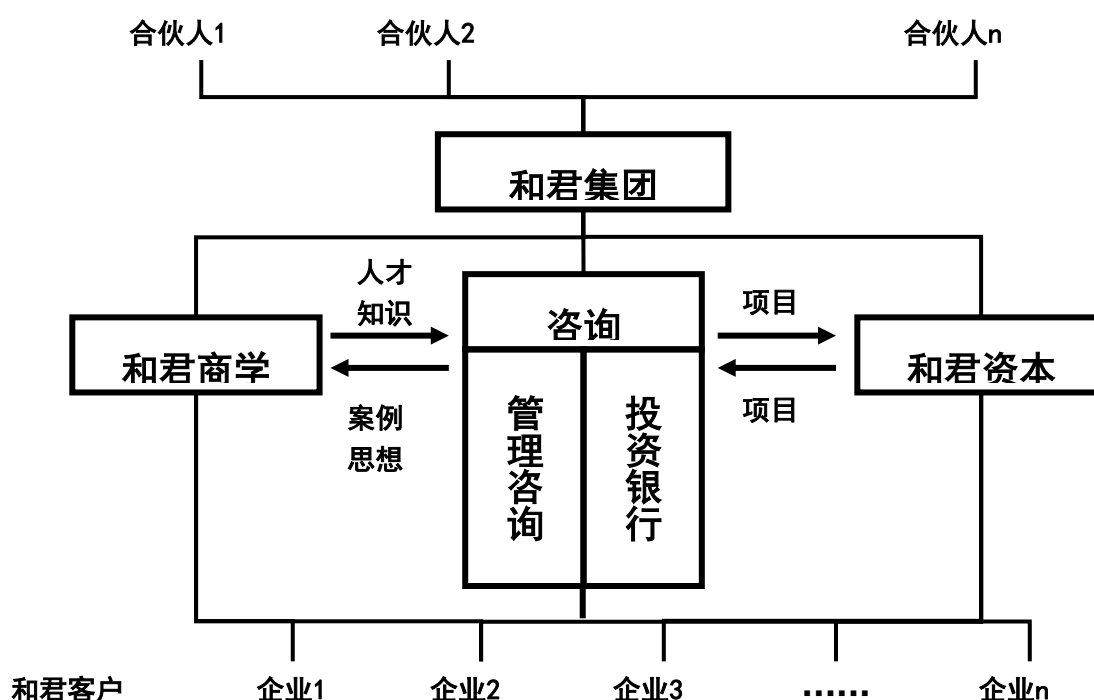 合伙人1
合伙人2
合伙人n
和君集团
人才
知识
咨询
项目
和君商学
和君资本
案例
思想
项目
管理咨询
投资银行
和君客户
企业1
企业2
企业3
……
企业n